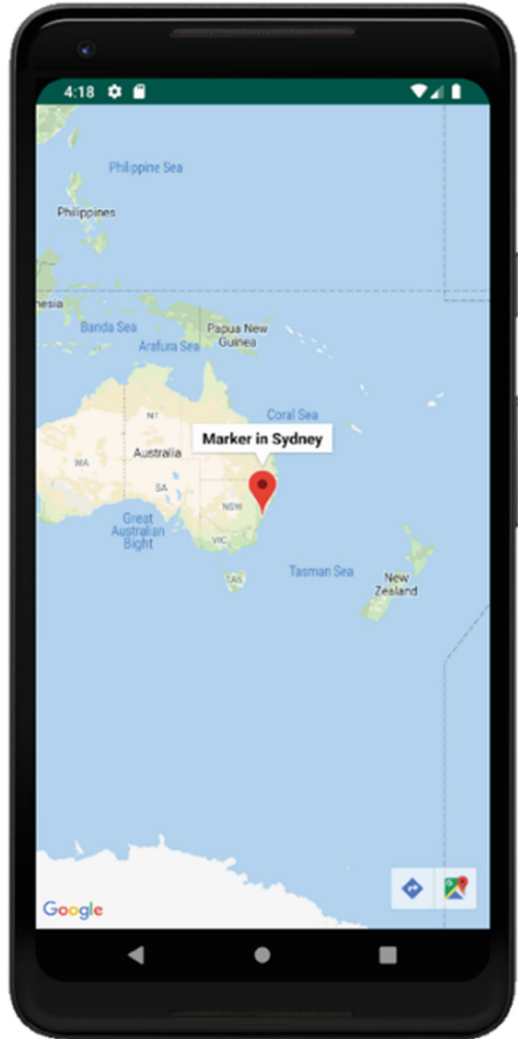 4:18
Philippine Sea
Philippines
nesia
Banda Sea
Papua New
Guinea
Arafura Sea
Coral Sea
NT
Marker in Sydney
Australia
WA
SA
NSW
Great
Australian
Bight
VIC
Tasman Sea
TAS
New
Zealand
Google